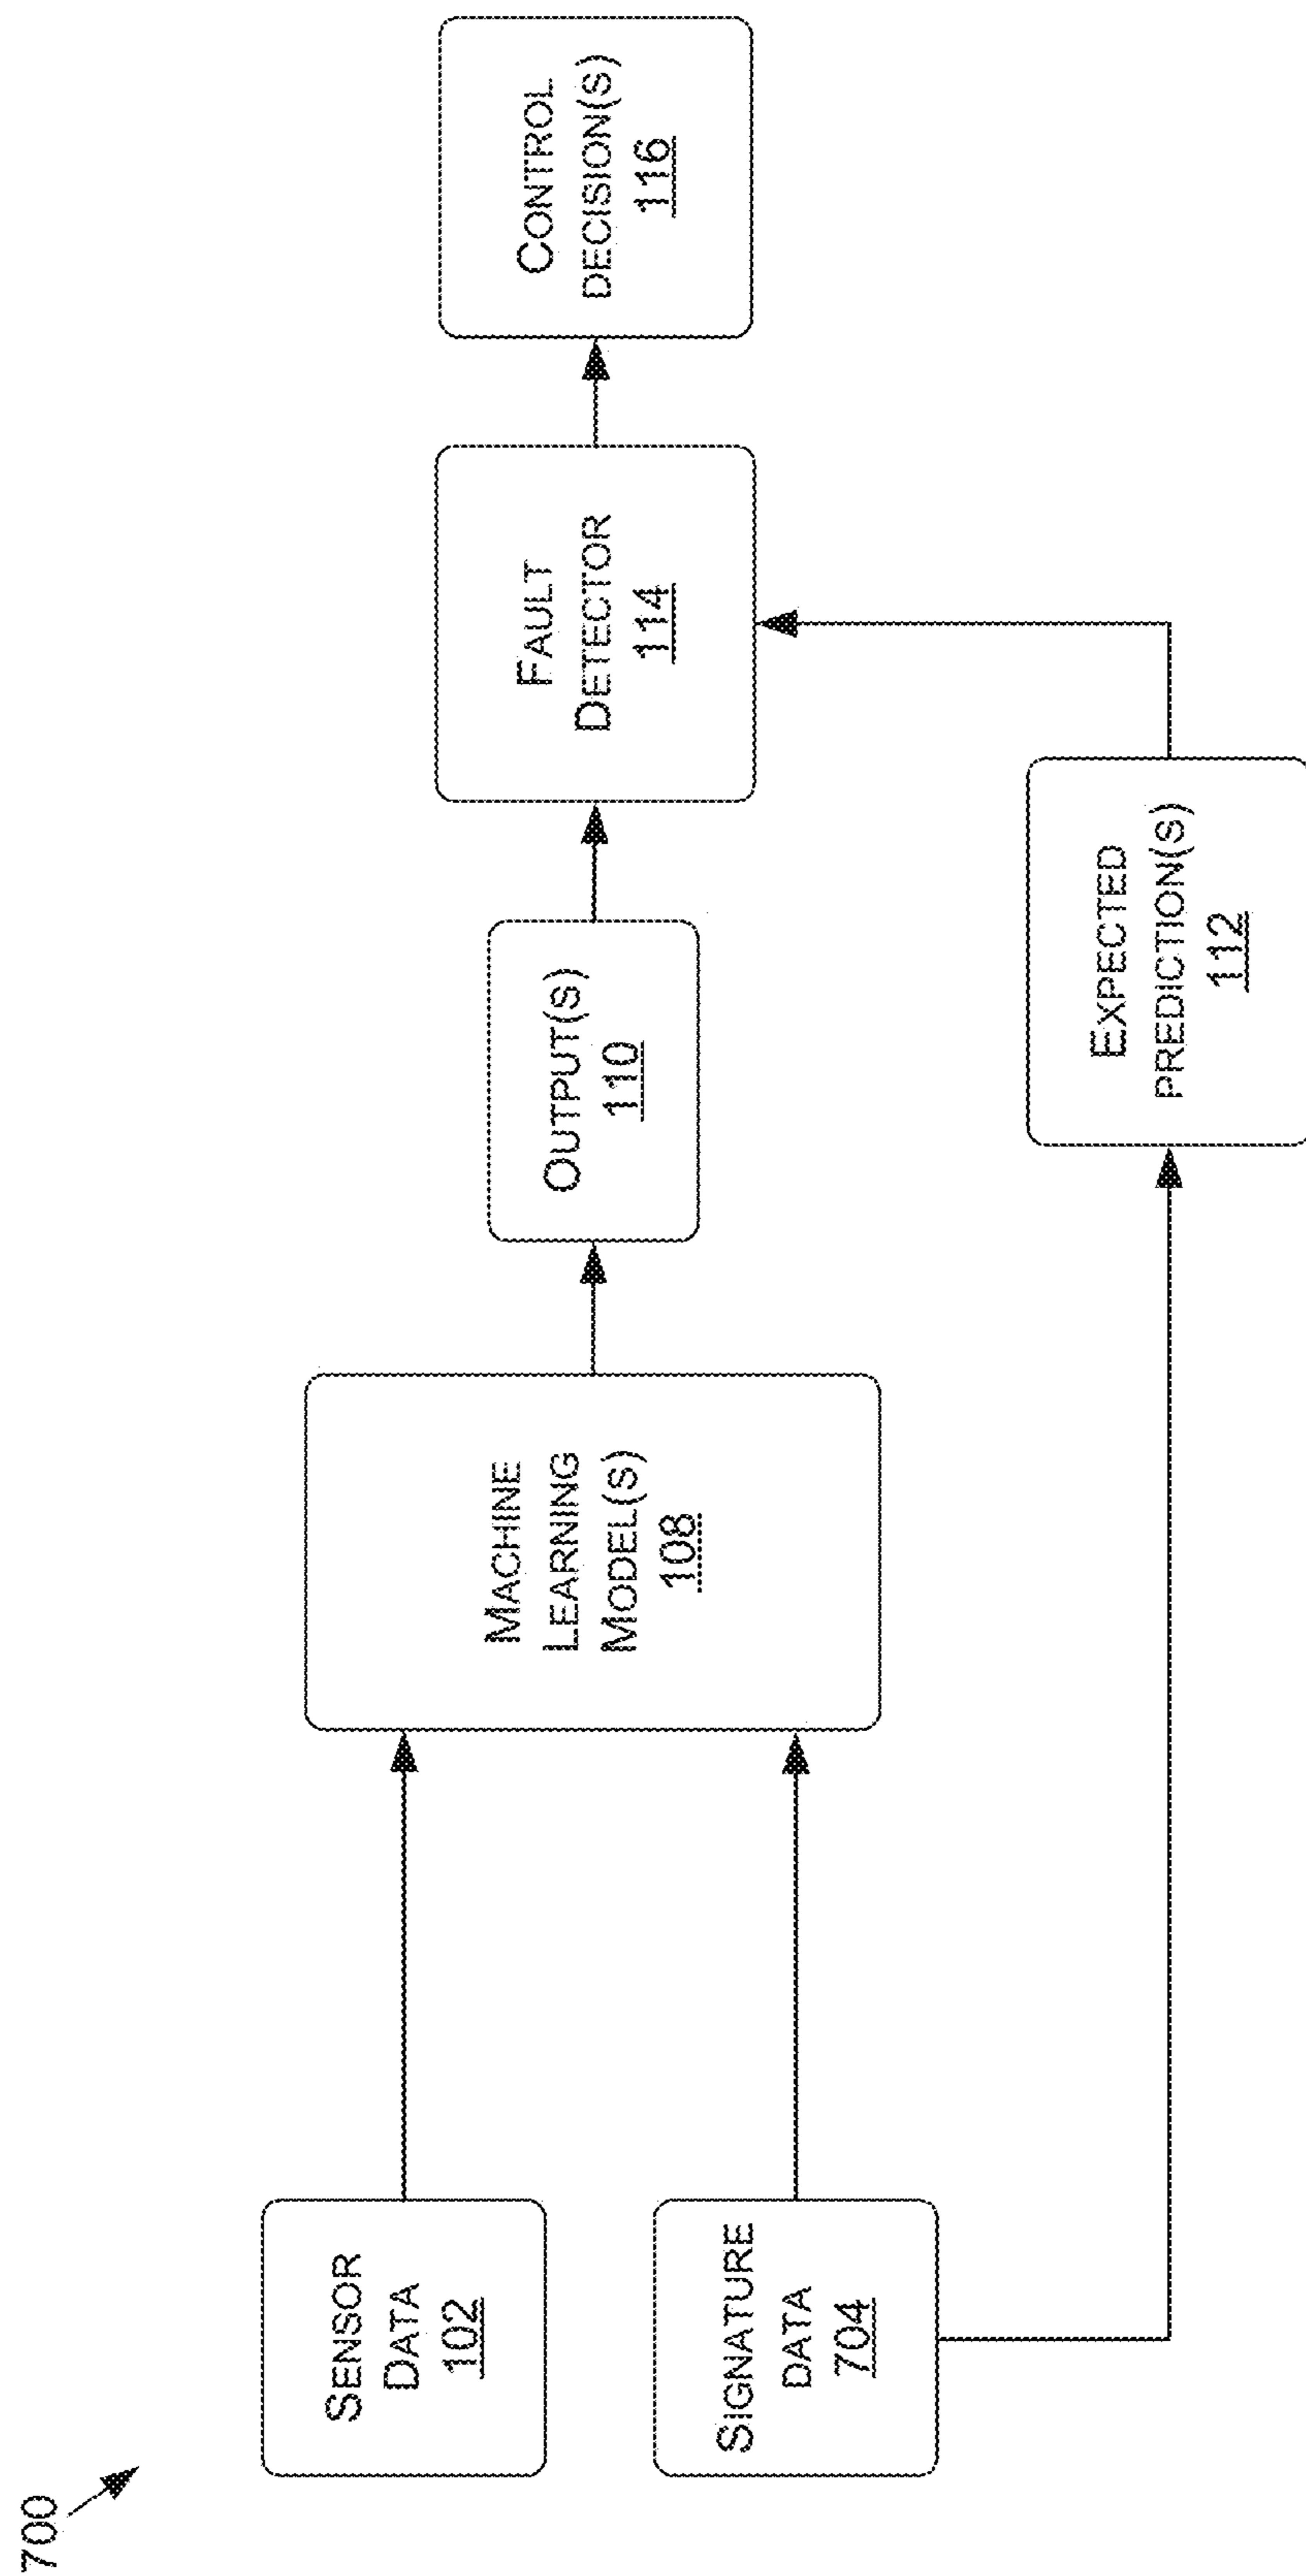 700
SENSOR
DATA
102
SIGNATURE
DATA
704
MACHINE
LEARNING
MODEL(S)
108
OUTPUT(S)
110
EXPECTED
PREDICTION(S)
112
FAULT
DETECTOR
114
CONTROL
DECISION(S)
116